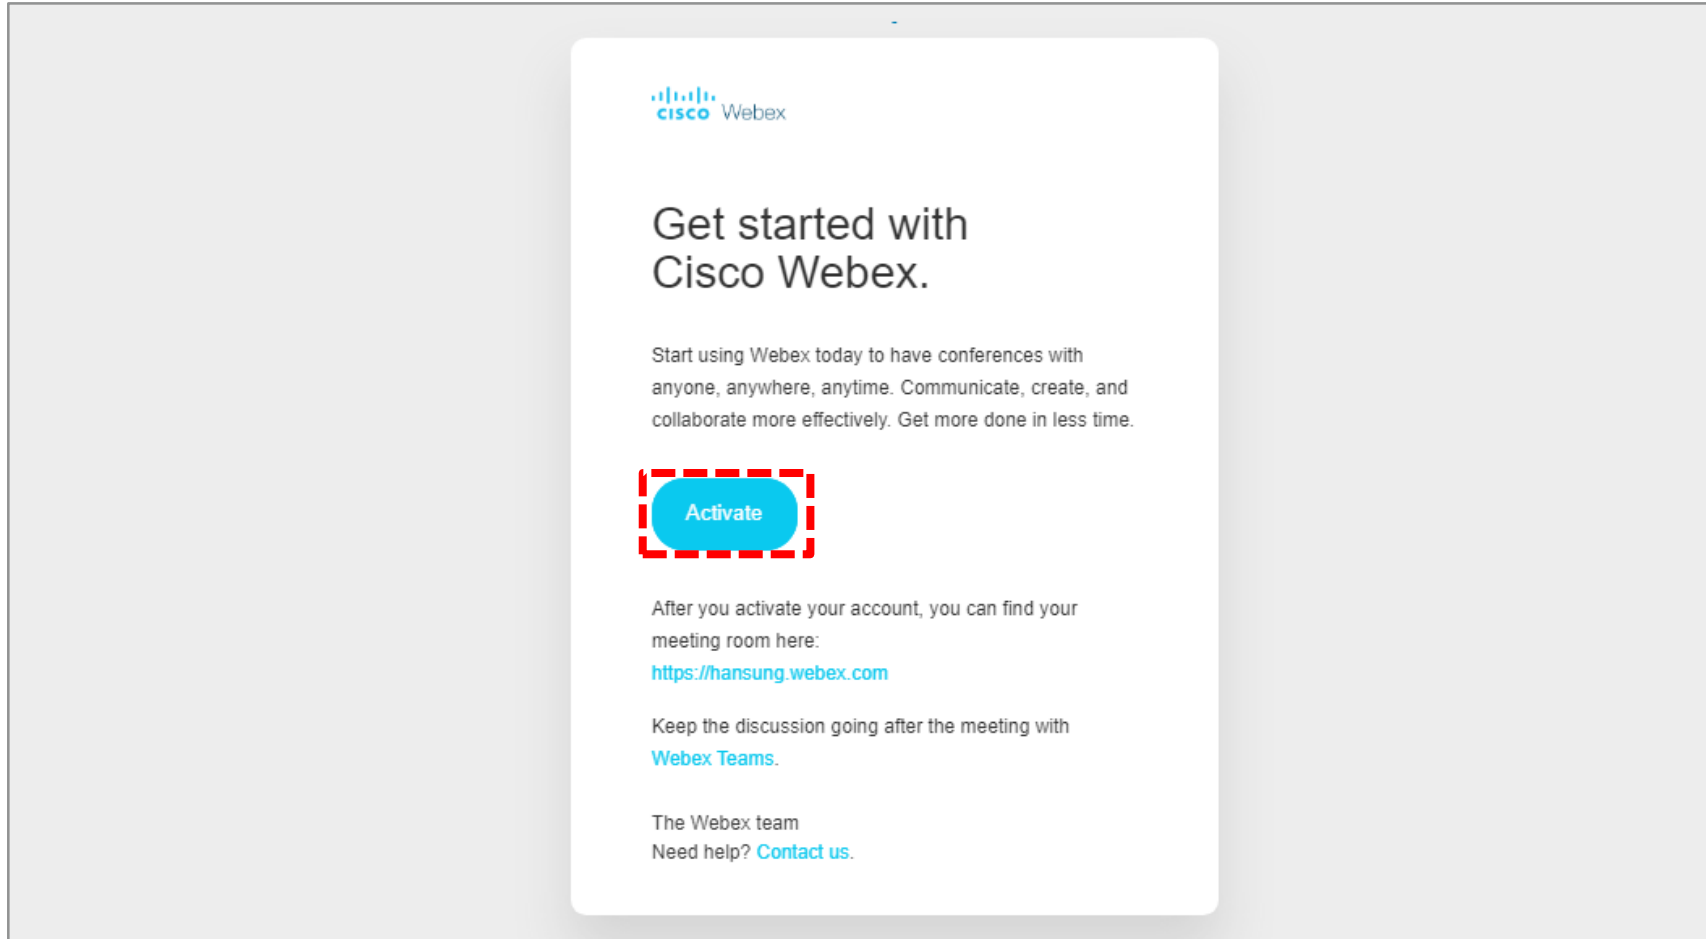 CISCO Webex
Get started with
Cisco Webex.
Start using Webex today to have conferences with
anyone, anywhere, anytime. Communicate, create, and
collaborate more effectively. Get more done in less time.
Activate
After you activate your account, you can find your
meeting room here:
https://hansung.webex.com
Keep the discussion going after the meeting with
Webex Teams.
The Webex team
Need help? Contact us.